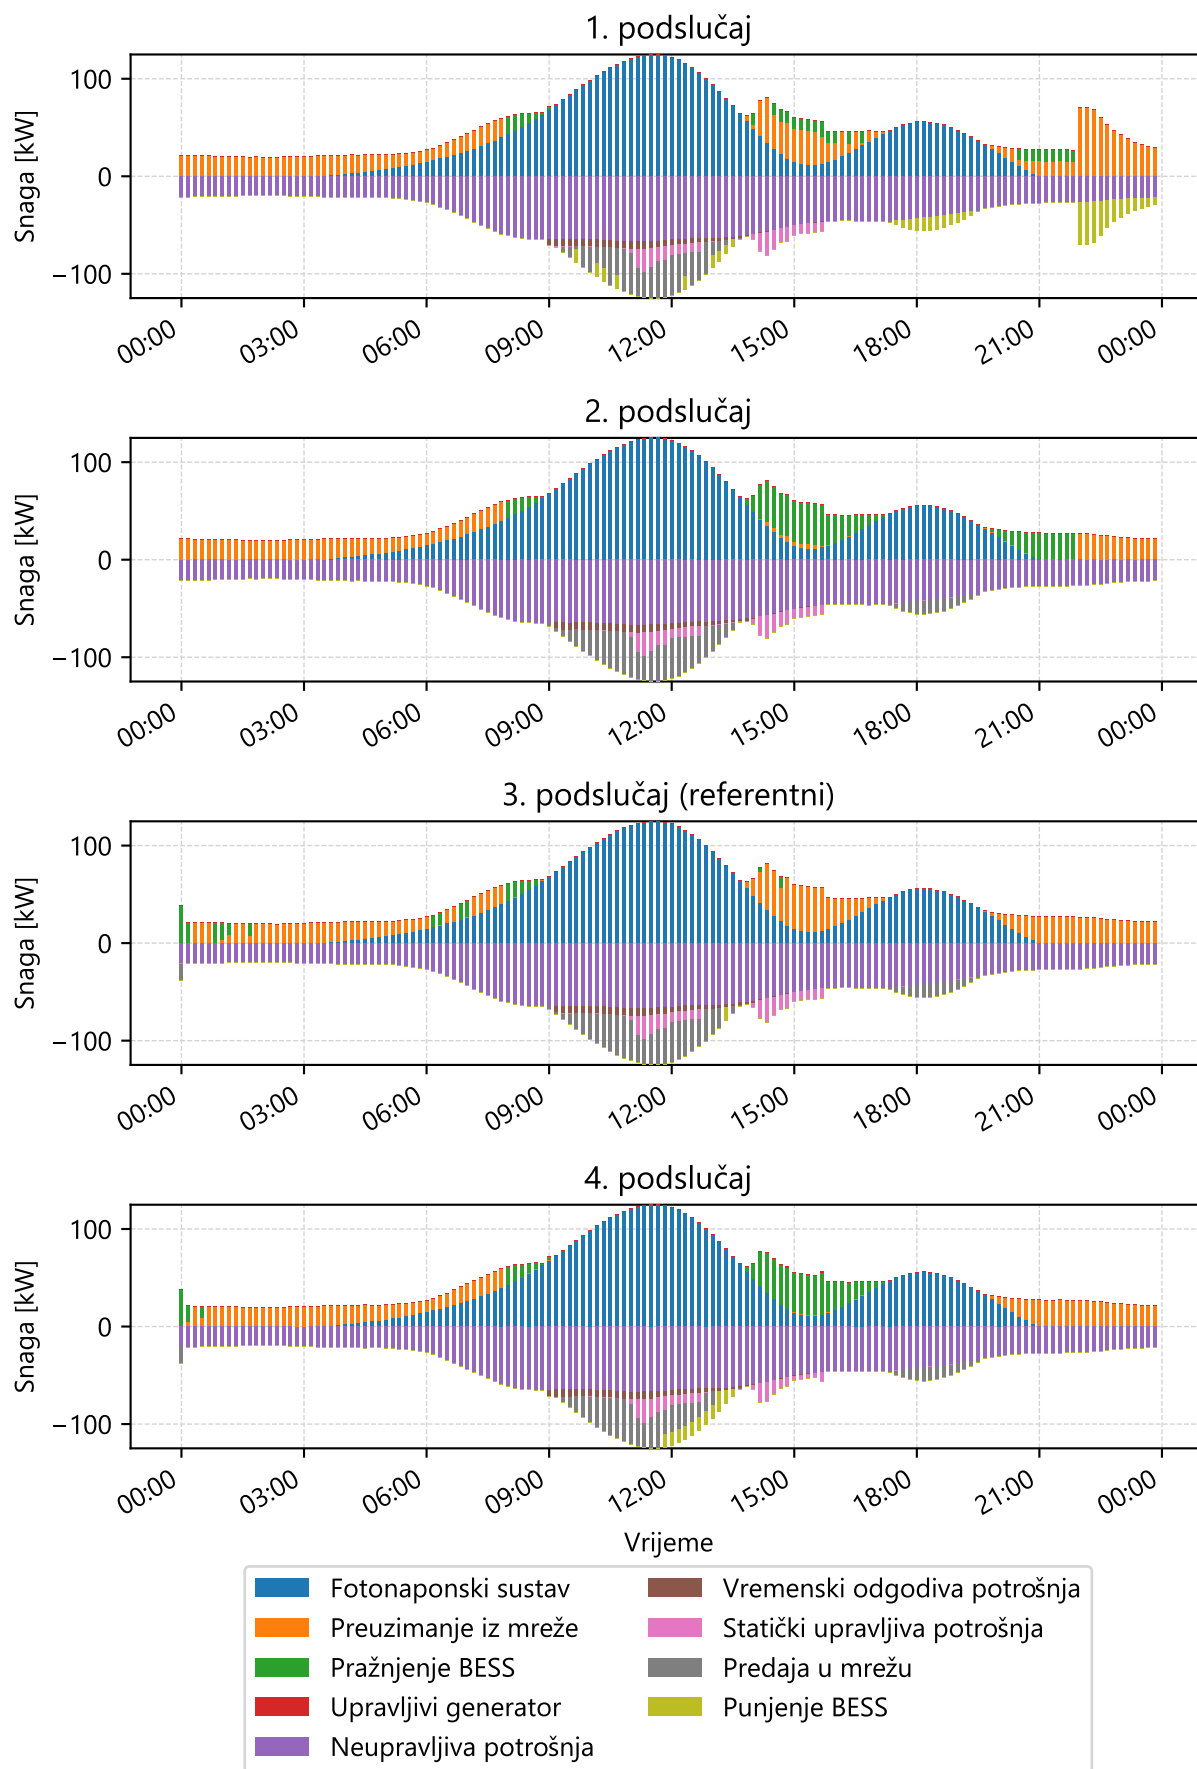 1. podslučaj
Snaga [kW]
100
0
−100
00:00 03:00 06:00 09:00 12:00 15:00 18:00 21:00 00:00
2. podslučaj
Snaga [kW]
100
0
−100
00:00 03:00 06:00 09:00 12:00 15:00 18:00 21:00 00:00
3. podslučaj (referentni)
Snaga [kW]
100
0
−100
00:00 03:00 06:00 09:00 12:00 15:00 18:00 21:00 00:00
4. podslučaj
Snaga [kW]
100
0
−100
00:00 03:00 06:00 09:00 12:00 15:00 18:00 21:00 00:00
Vrijeme
Fotonaponski sustav
Preuzimanje iz mreže
Pražnjenje BESS
Upravljivi generator
Neupravljiva potrošnja
Vremenski odgodiva potrošnja
Statički upravljiva potrošnja
Predaja u mrežu
Punjenje BESS